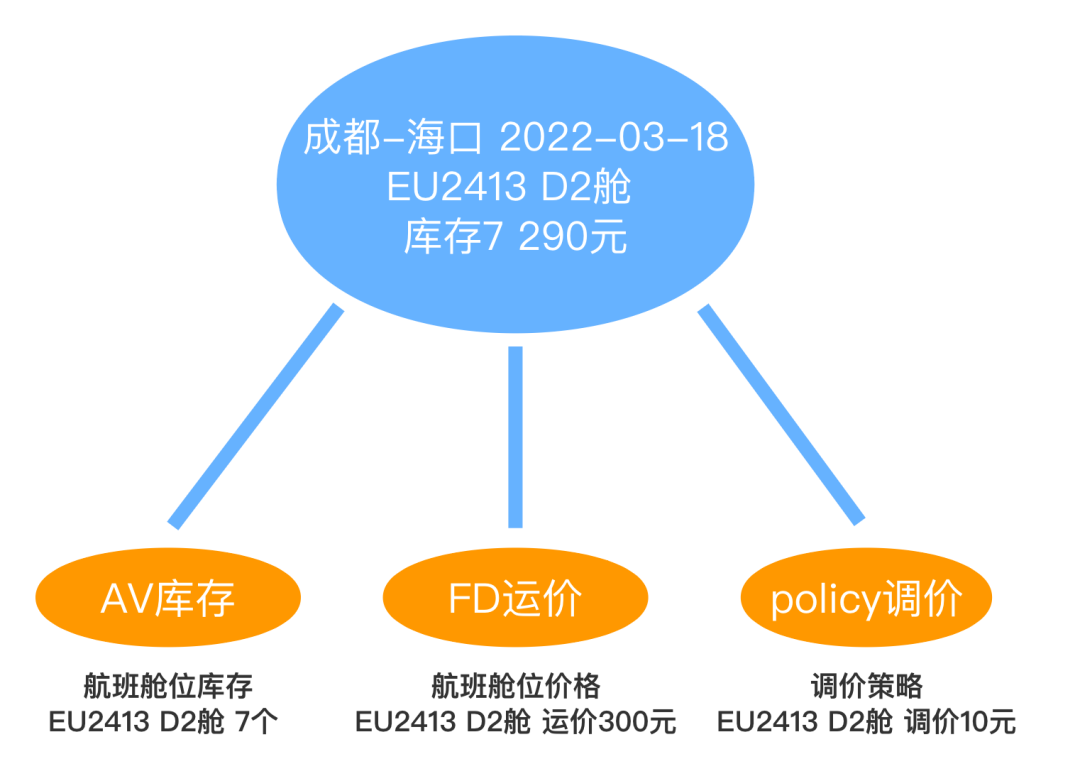 成都-海口 2022-03-18
EU2413 D2舱
库存7 290元
AV库存
FD运价
policy调价
航班舱位库存
EU2413 D2舱 7个
航班舱位价格
EU2413 D2舱 运价300元
调价策略
EU2413 D2舱 调价10元